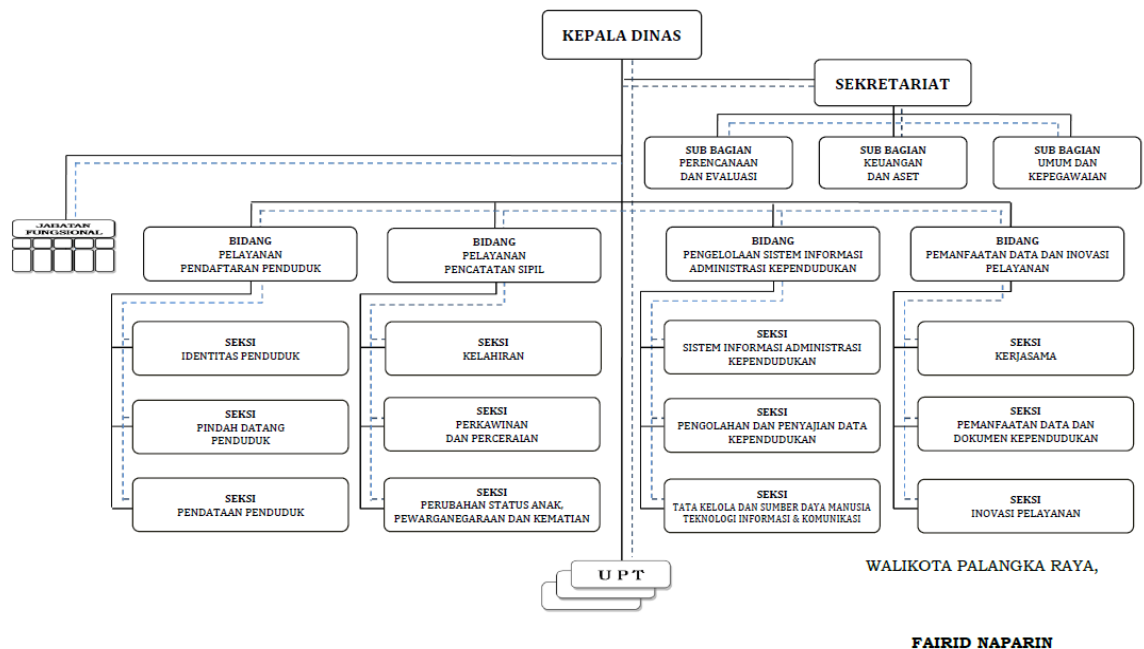 KEPALA DINAS
SEKRETARIAT
SUB BAGIAN
PERENCANAAN
DAN EVALUASI
SUB BAGIAN
KEUANGAN
DAN ASET
SUB BAGIAN
UMUM DAN
KEPEGAWAIAN
JABATAN
FUNGSIONAL
BIDANG
PELAYANAN
PENDAFTARAN PENDUDUK
BIDANG
PELAYANAN
PENCATATAN SIPIL
BIDANG
PENGELOLAAN SISTEM INFORMASI
ADMINISTRASI KEPENDUDUKAN
BIDANG
PEMANFAATAN DATA DAN INOVASI
PELAYANAN
SEKSI
IDENTITAS PENDUDUK
SEKSI
KELAHIRAN
SEKSI
SISTEM INFORMASI ADMINISTRASI
KEPENDUDUKAN
SEKSI
KERJASAMA
SEKSI
PINDAH DATANG
PENDUDUK
SEKSI
PERKAWINAN
DAN PERCERAIAN
SEKSI
PENGOLAHAN DAN PENYAJIAN DATA
KEPENDUDUKAN
SEKSI
PEMANFAATAN DATA DAN
DOKUMEN KEPENDUDUKAN
SEKSI
PENDATAAN PENDUDUK
SEKSI
PERUBAHAN STATUS ANAK,
PEWARGANEGARAAN DAN KEMATIAN
SEKSI
TATA KELOLA DAN SUMBER DAYA MANUSIA
TEKNOLOGI INFORMASI & KOMUNIKASI
SEKSI
INOVASI PELAYANAN
U P T
WALIKOTA PALANGKA RAYA,
FAIRID NAPARIN